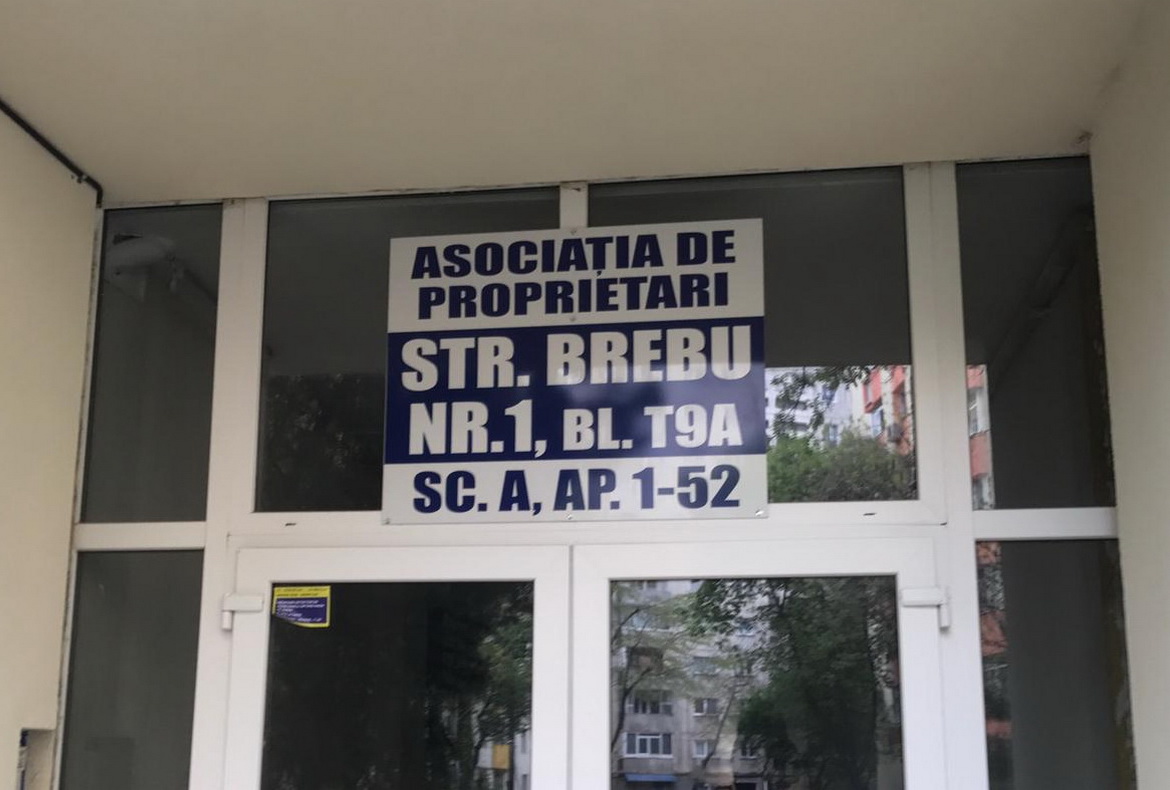 ASOCIAȚIA DE
PROPRIETARI
STR. BREBU
NR.1, BL. T9A
SC. A, AP. 1-52